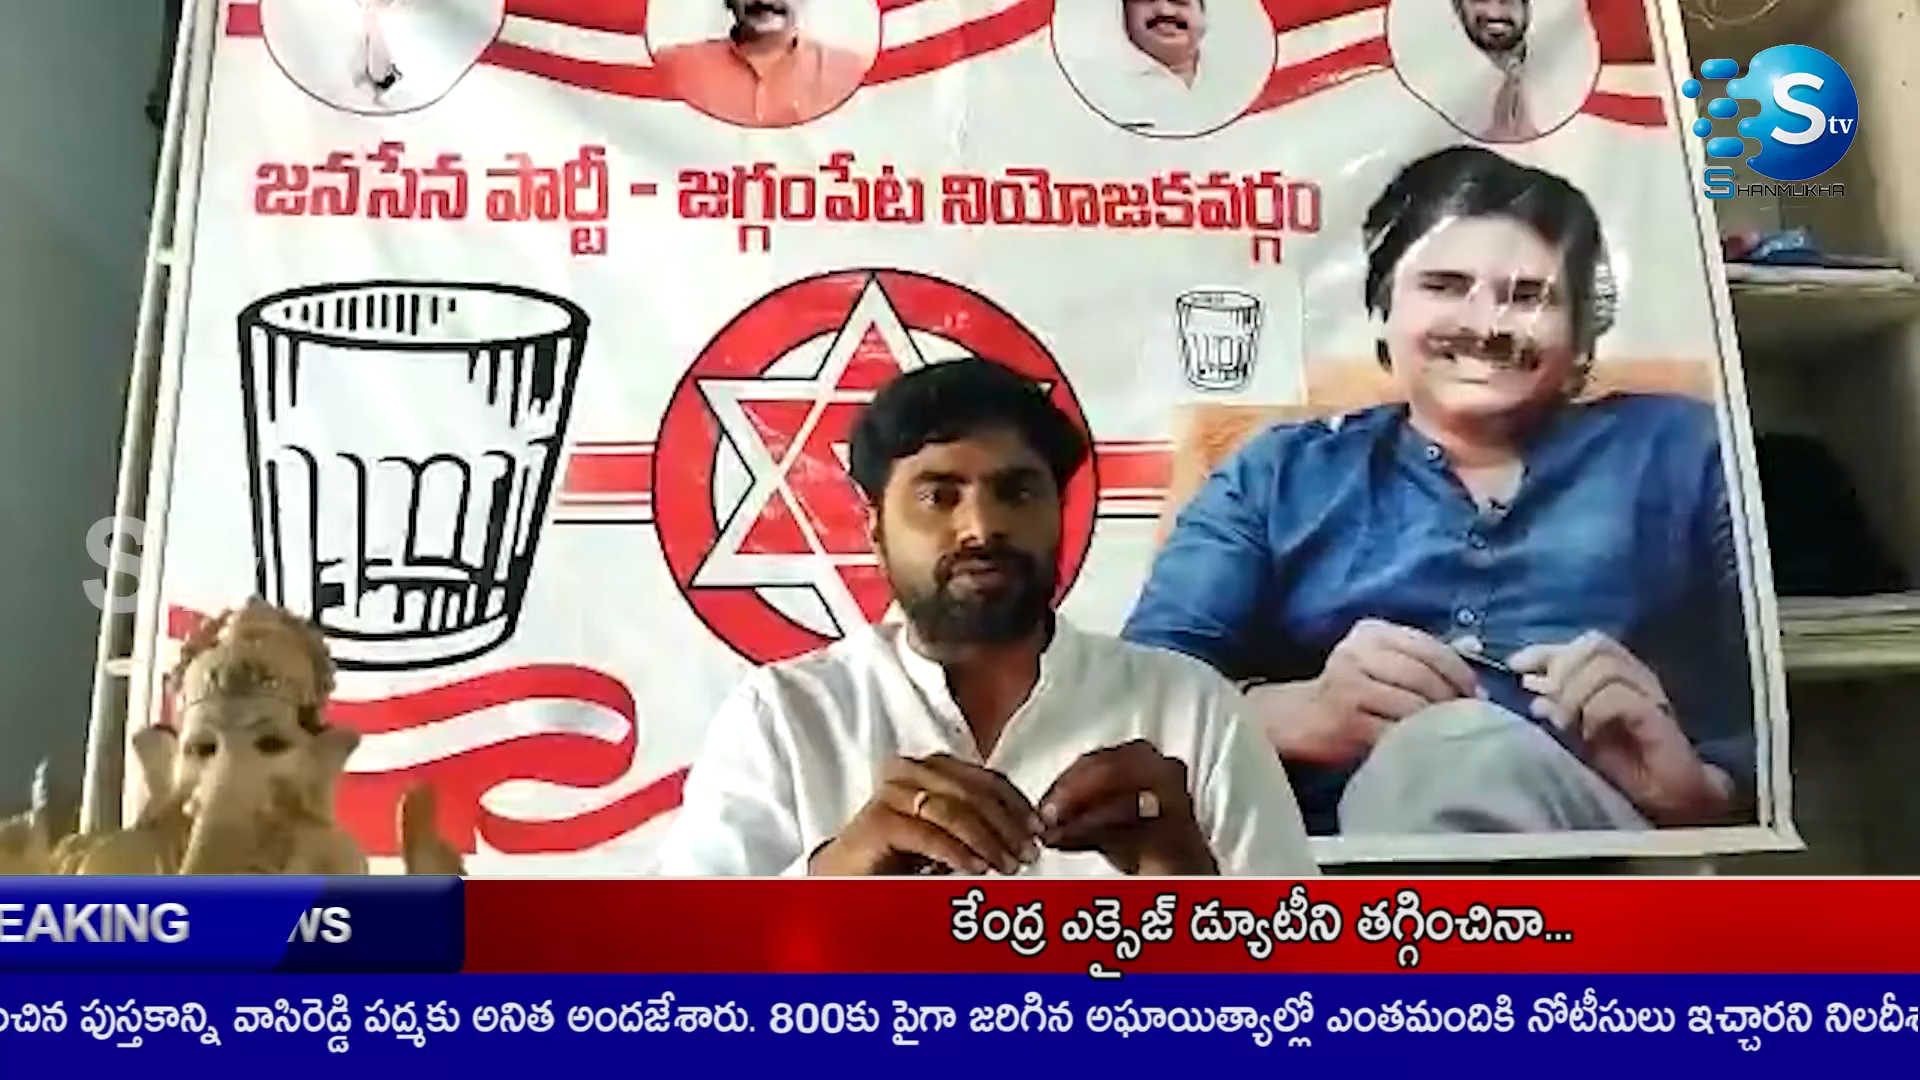 S tv
SHANMUKHA
జనసేన పార్టీ - జగ్గంపేట నియోజకవర్గం
EAKING WS
కేంద్ర ఎక్సైజ్ డ్యూటీని తగ్గించినా...
ంచిన పుస్తకాన్ని వాసిరెడ్డి పద్మకు అనిత అందజేశారు. 800కు పైగా జరిగిన అఘాయిత్యాల్లో ఎంతమందికి నోటీసులు ఇచ్చారని నిలదీశ